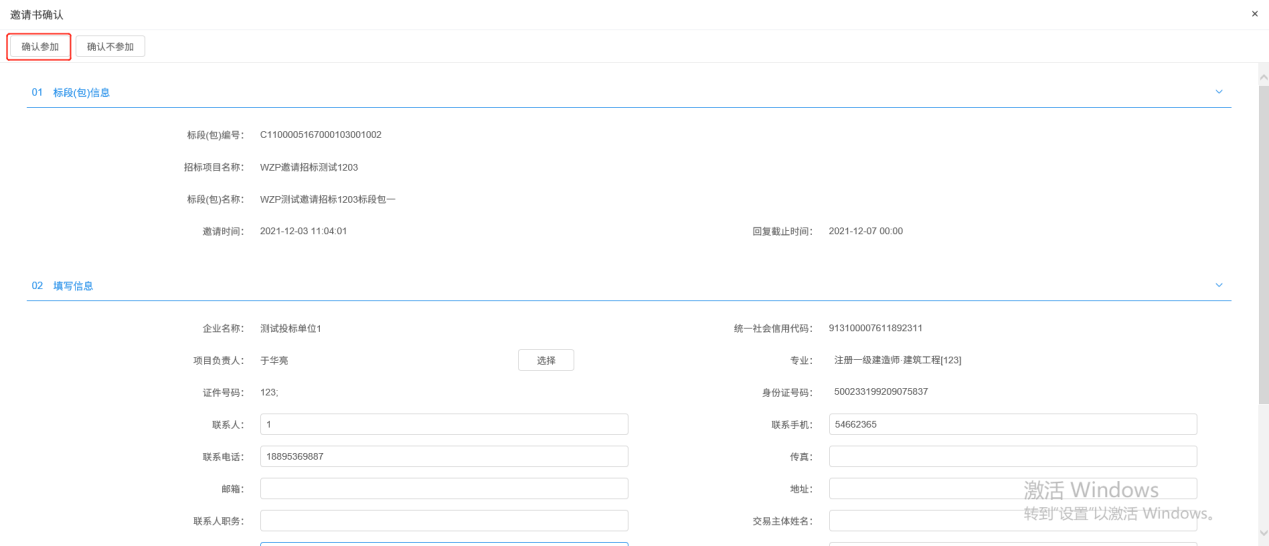 邀请书确认 ×
确认参加 确认不参加
01 标段(包)信息
标段(包)编号： C1100005167000103001002
招标项目名称： WZP邀请招标测试1203
标段(包)名称： WZP测试邀请招标1203标段包一
邀请时间： 2021-12-03 11:04:01 回复截止时间： 2021-12-07 00:00
02 填写信息
企业名称： 测试投标单位1 统一社会信用代码： 913100007611892311
项目负责人： 于华亮 选择 专业： 注册一级建造师·建筑工程[123]
证件号码： 123; 身份证号码： 500233199209075837
联系人： 1 联系手机： 54662365
联系电话： 18895369887 传真：
邮箱： 地址：
联系人职务： 交易主体姓名：
激活 Windows
转到"设置"以激活 Windows。